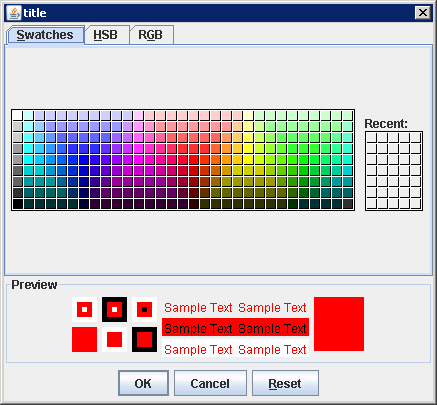 title
Swatches HSB RGB
Recent:
Preview
Sample Text Sample Text
Sample Text Sample Text
Sample Text Sample Text
OK Cancel Reset